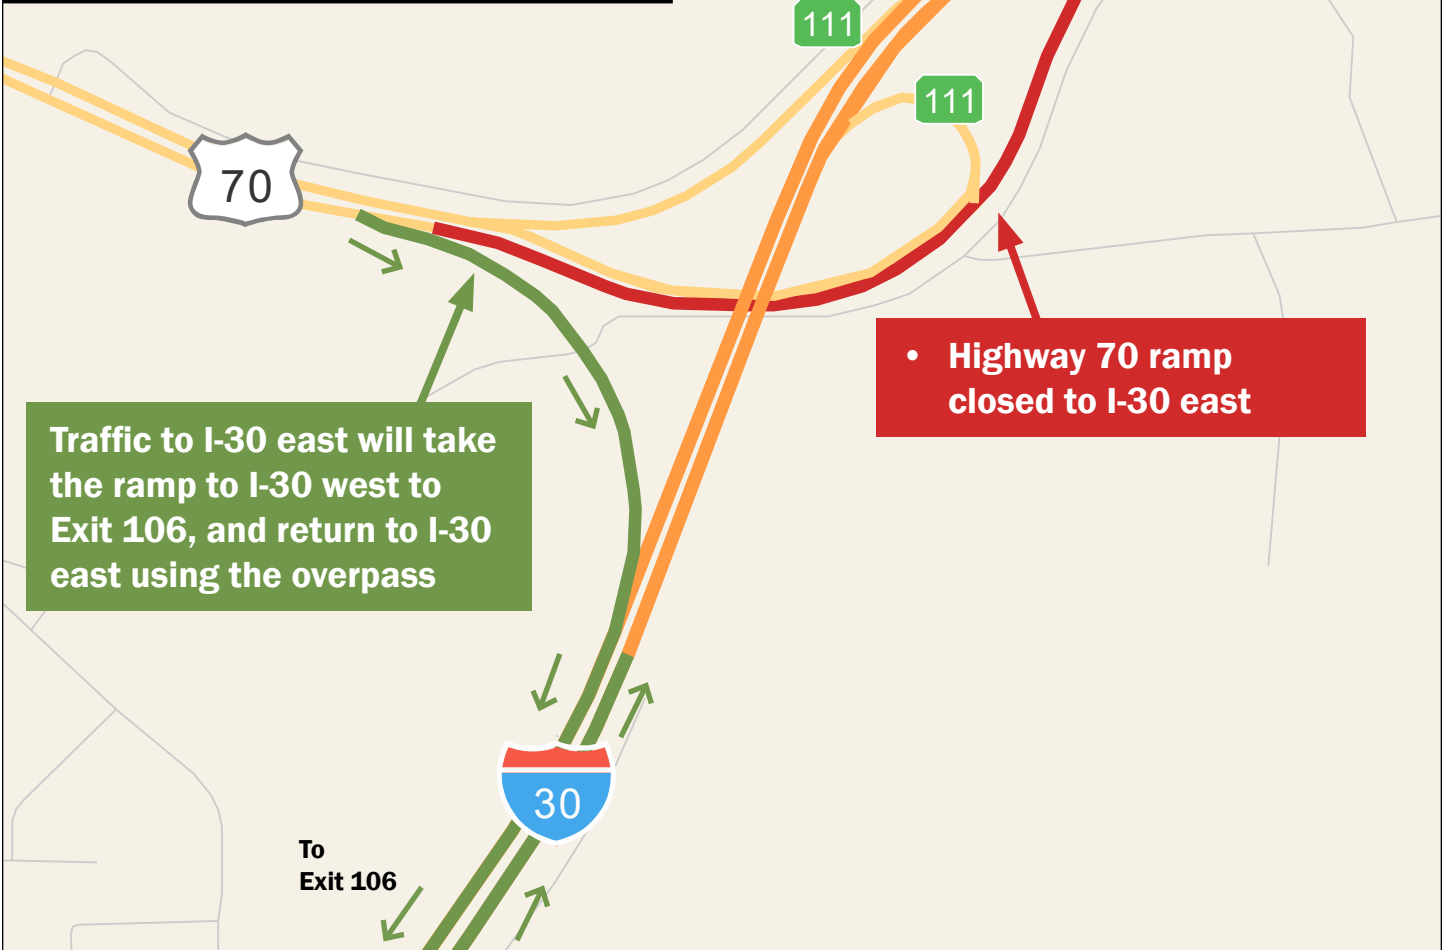 111
111
70
• Highway 70 ramp
closed to I-30 east
Traffic to I-30 east will take
the ramp to I-30 west to
Exit 106, and return to I-30
east using the overpass
30
To
Exit 106